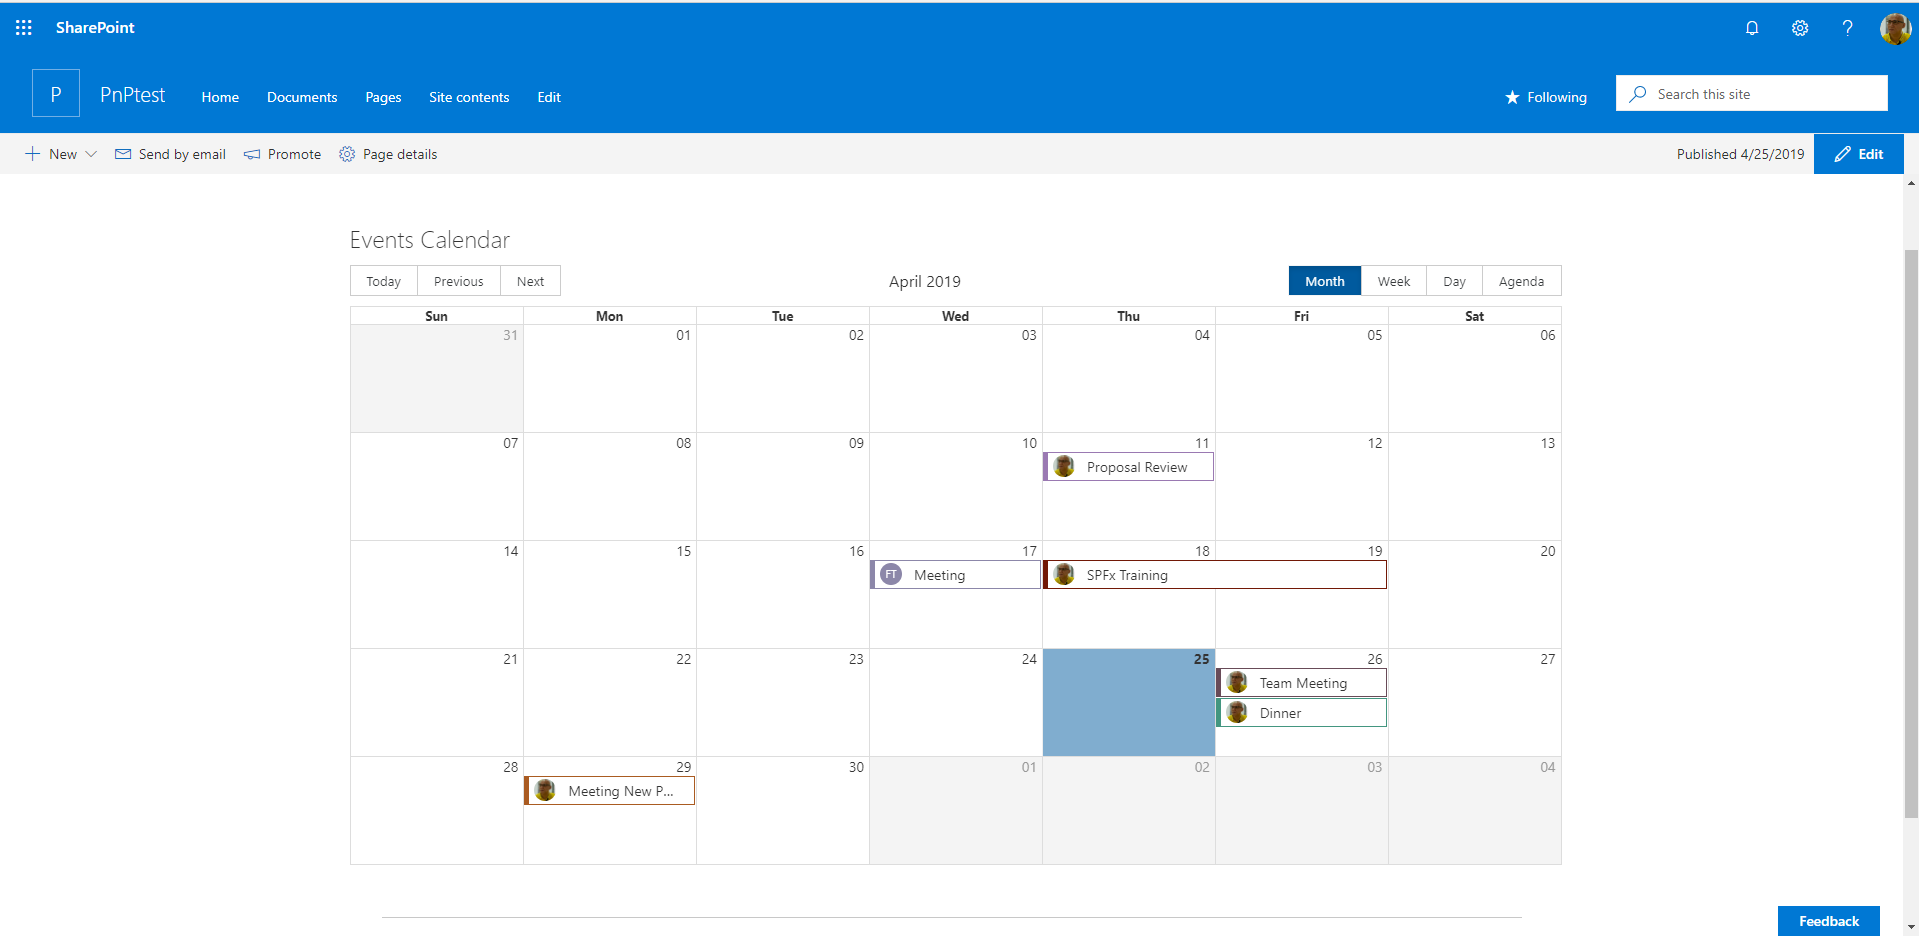 SharePoint
P PnPtest Home Documents Pages Site contents Edit Following Search this site
New Send by email Promote Page details Published 4/25/2019 Edit
Events Calendar
Today Previous Next April 2019 Month Week Day Agenda
Sun Mon Tue Wed Thu Fri Sat
31 01 02 03 04 05 06
07 08 09 10 11 12 13
Proposal Review
14 15 16 17 18 19 20
FT Meeting SPFx Training
21 22 23 24 25 26 27
Team Meeting
Dinner
28 29 30 01 02 03 04
Meeting New P...
Feedback